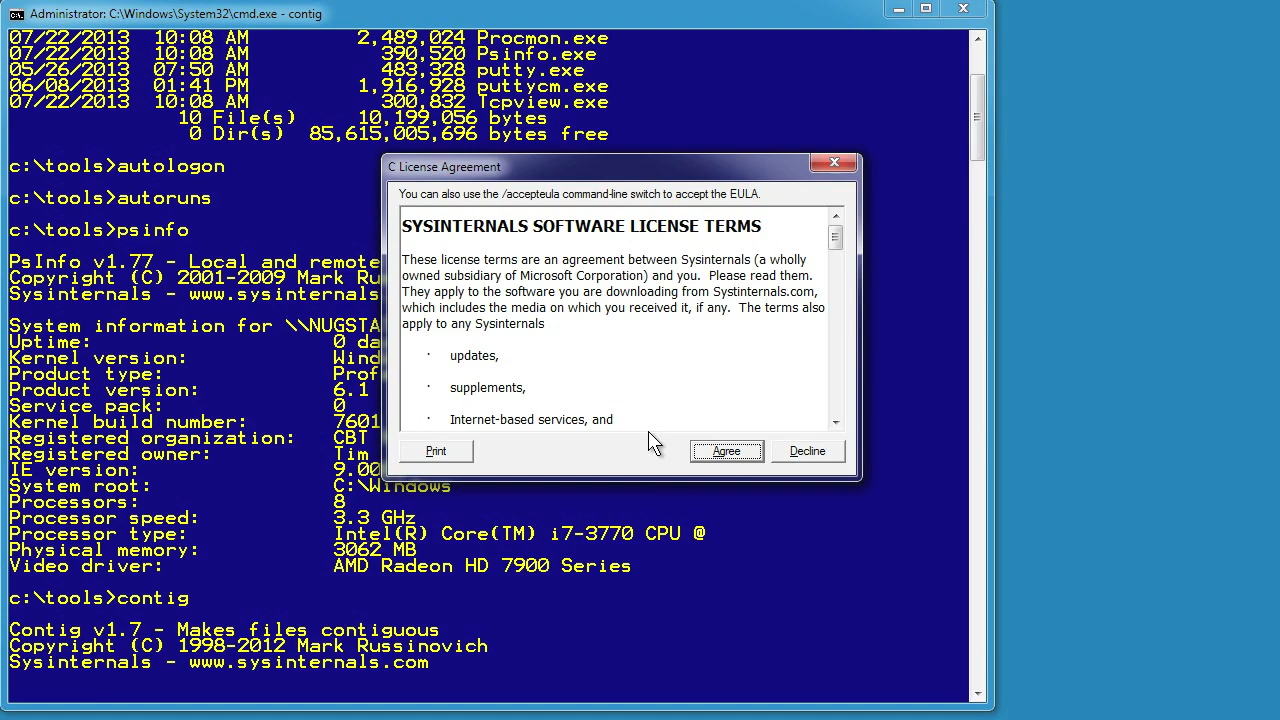 Administrator: C:\Windows\System32\cmd.exe - contig
07/22/2013  10:08 AM         2,489,024 Procmon.exe
07/22/2013  10:08 AM           390,520 Psinfo.exe
05/26/2013  07:50 AM           483,328 putty.exe
06/08/2013  01:41 PM         1,916,928 puttycm.exe
07/22/2013  10:08 AM           300,832 Tcpview.exe
10 File(s)     10,199,056 bytes
0 Dir(s)  85,615,005,696 bytes free
c:\tools>autologon
c:\tools>autoruns
c:\tools>psinfo
PsInfo v1.77 - Local and remote
Copyright (C) 2001-2009 Mark Ru
Sysinternals - www.sysinternals
System information for \\NUGSTA
Uptime: 0 da
Kernel version: Wind
Product type: Prof
Product version: 6.1
Service pack: 0
Kernel build number: 7601
Registered organization: CBT
Registered owner: Tim
IE version: 9.00
System root: C:\Windows
Processors: 8
Processor speed: 3.3 GHz
Processor type: Intel(R) Core(TM) i7-3770 CPU @
Physical memory: 3062 MB
Video driver: AMD Radeon HD 7900 Series
c:\tools>contig
Contig v1.7 - Makes files contiguous
Copyright (C) 1998-2012 Mark Russinovich
Sysinternals - www.sysinternals.com
C License Agreement
You can also use the /accepteula command-line switch to accept the EULA.
SYSINTERNALS SOFTWARE LICENSE TERMS
These license terms are an agreement between Sysinternals (a wholly
owned subsidiary of Microsoft Corporation) and you.  Please read them.
They apply to the software you are downloading from Systinternals.com,
which includes the media on which you received it, if any.  The terms also
apply to any Sysinternals
· updates,
· supplements,
· Internet-based services, and
Print Agree Decline